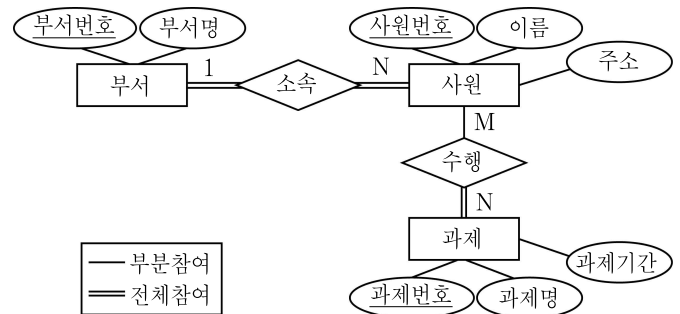 부서번호 부서명 사원번호 이름
주소
부서 1 소속 N 사원
M
수행
N
과제
과제기간
과제번호 과제명
부분참여
전체참여